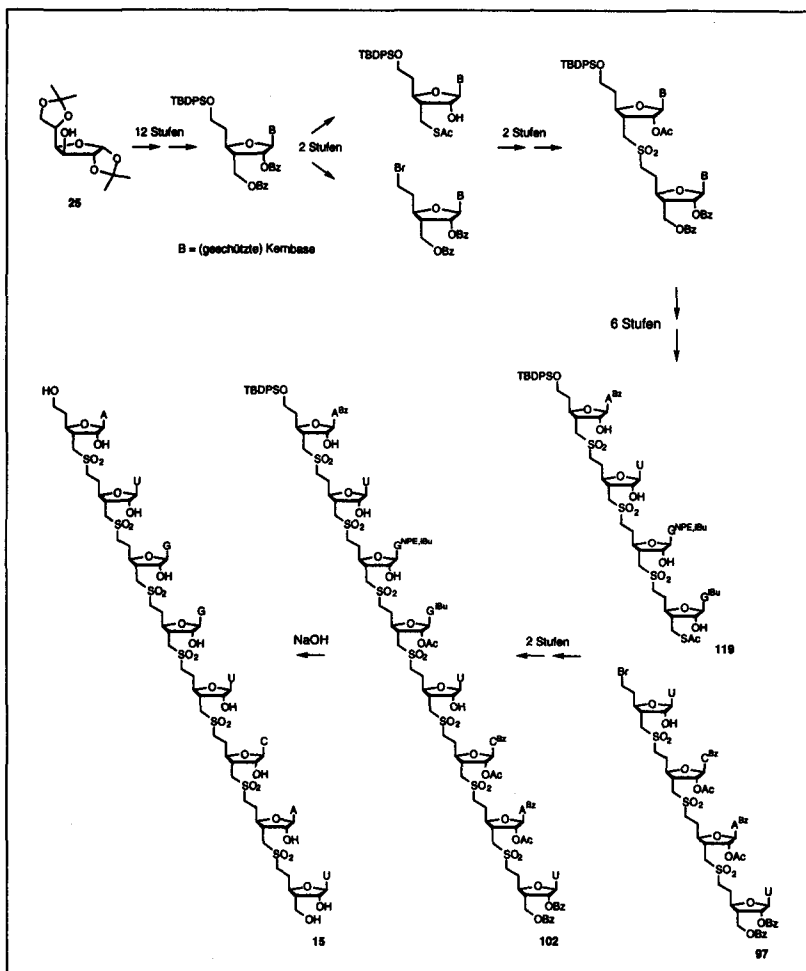 TBDPSO
B
O
OH
SAc
TBDPSO
B
O
OAc
SO2
B
O
OBz
OBz
O
O
OH
O
O
O
25
12 Stufen
TBDPSO
B
O
OBz
OBz
2 Stufen
2 Stufen
Br
B
O
OBz
OBz
B = (geschützte) Kernbase
6 Stufen
HO
A
O
OH
SO2
U
O
OH
SO2
G
O
OH
SO2
G
O
OH
SO2
U
O
OH
SO2
C
O
OH
SO2
A
O
OH
SO2
U
O
OH
OH
15
NaOH
TBDPSO
ABz
O
OH
SO2
U
O
OH
SO2
GNPE,iBu
O
OH
SO2
GiBu
O
OAc
SO2
U
O
OH
SO2
CBz
O
OAc
SO2
ABz
O
OAc
SO2
U
O
OBz
OBz
102
2 Stufen
TBDPSO
ABz
O
OH
SO2
U
O
OH
SO2
GNPE,iBu
O
OH
SO2
GiBu
O
OH
SAc
119
Br
U
O
OH
SO2
CBz
O
OAc
SO2
ABz
O
OAc
SO2
U
O
OBz
OBz
97